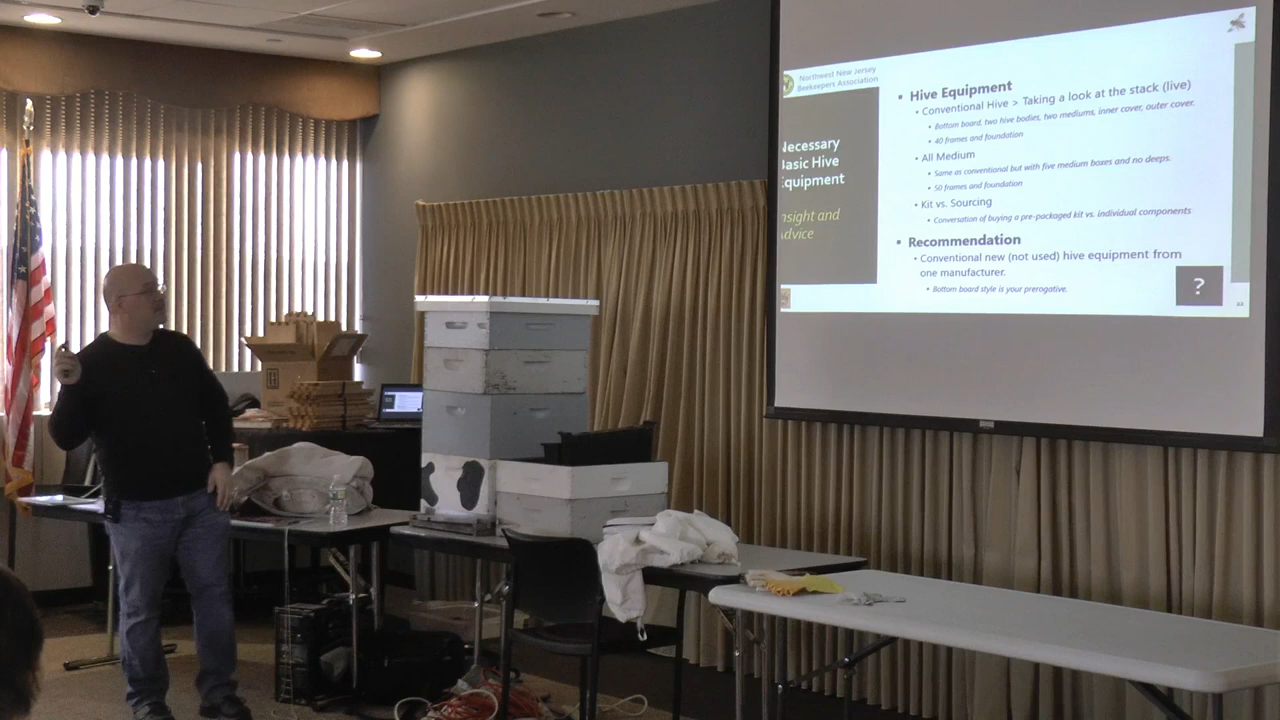 Northwest New Jersey
Beekeepers Association
Necessary
Basic Hive
Equipment
Insight and
Advice
Hive Equipment
Conventional Hive > Taking a look at the stack (live)
Bottom board, two hive bodies, two mediums, inner cover, outer cover.
40 frames and foundation
All Medium
Same as conventional but with five medium boxes and no deeps.
50 frames and foundation
Kit vs. Sourcing
Conversation of buying a pre-packaged kit vs. individual components
Recommendation
Conventional new (not used) hive equipment from
one manufacturer.
Bottom board style is your prerogative.
?